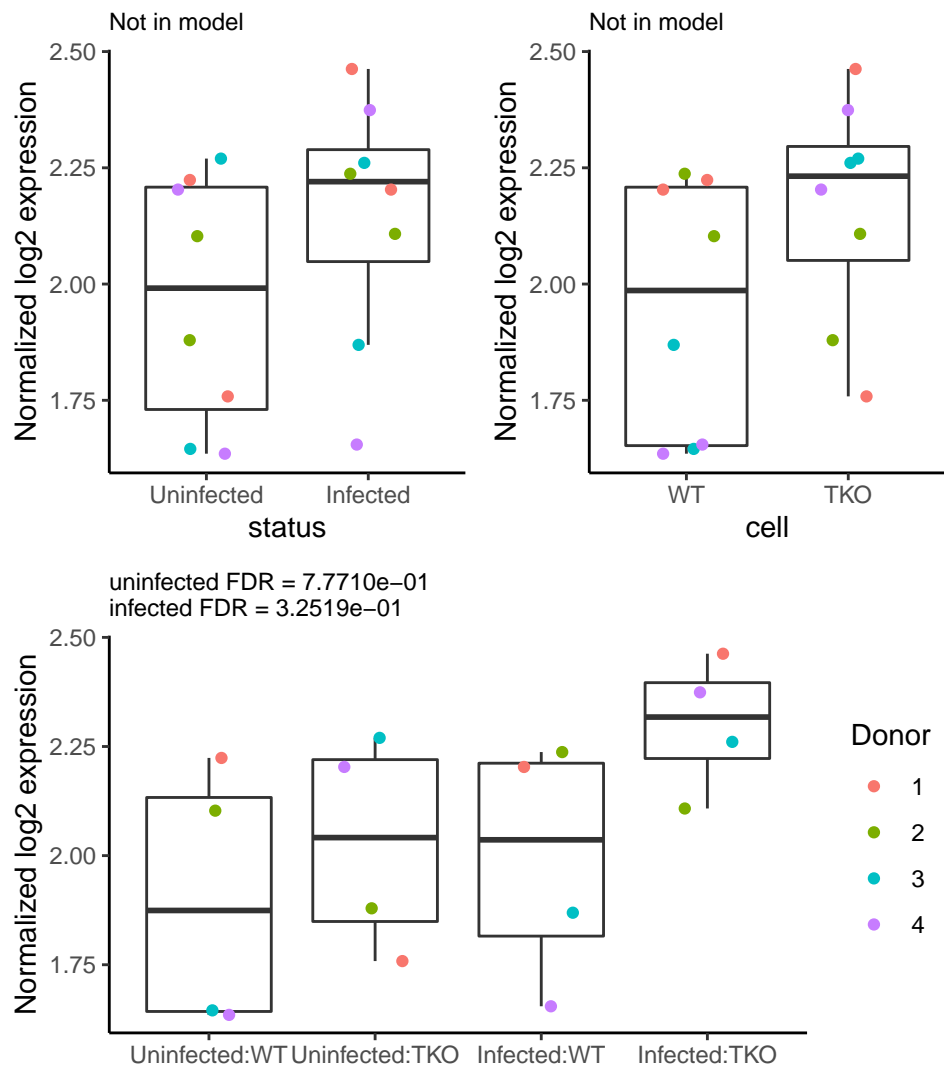 Not in model
Normalized log2 expression
2.50
2.25
2.00
1.75
Uninfected
Infected
status
Not in model
Normalized log2 expression
2.50
2.25
2.00
1.75
WT
TKO
cell
uninfected FDR = 7.7710e−01
infected FDR = 3.2519e−01
Normalized log2 expression
2.50
2.25
2.00
1.75
Uninfected:WT
Uninfected:TKO
Infected:WT
Infected:TKO
Donor
1
2
3
4